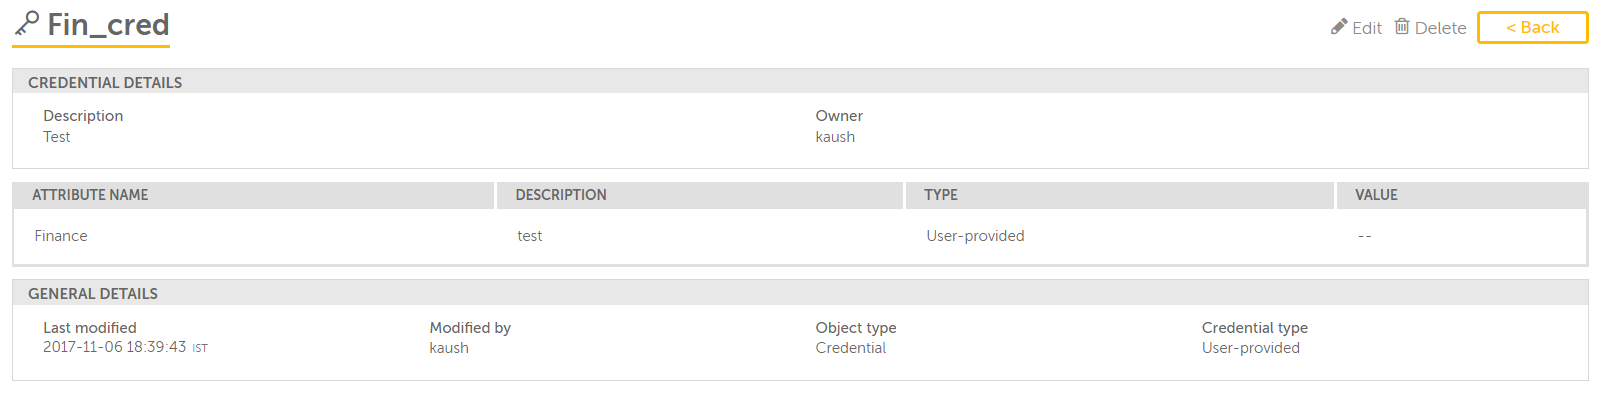 Fin_cred
Edit Delete < Back
CREDENTIAL DETAILS
Description Owner
Test kaush
ATTRIBUTE NAME DESCRIPTION TYPE VALUE
Finance test User-provided --
GENERAL DETAILS
Last modified Modified by Object type Credential type
2017-11-06 18:39:43 IST kaush Credential User-provided